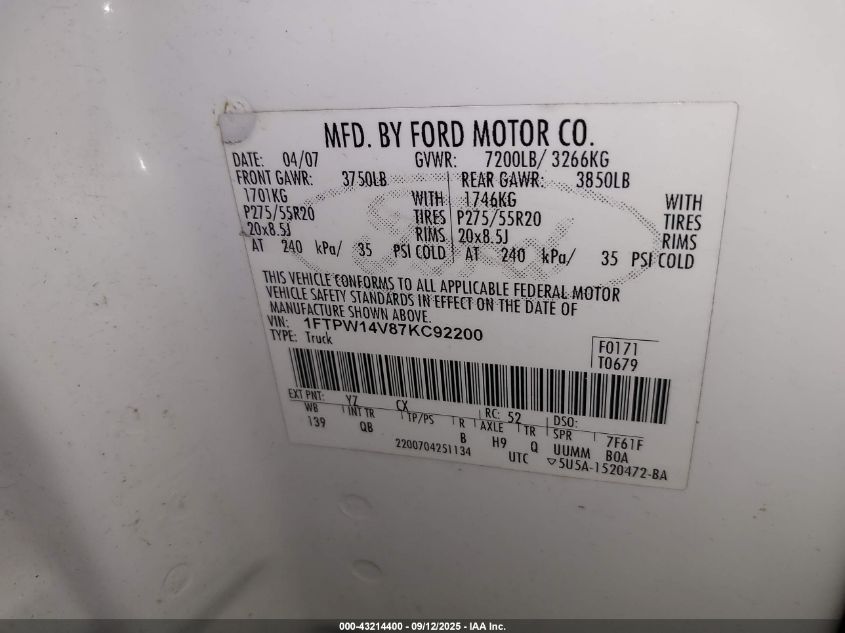 MFD. BY FORD MOTOR CO.
DATE: 04/07 GVWR: 7200LB/ 3266KG
FRONT GAWR: 3750LB REAR GAWR: 3850LB
1701KG WITH 1746KG WITH
P275/55R20 TIRES P275/55R20 TIRES
20x8.5J RIMS 20x8.5J RIMS
AT 240 kPa/ 35 PSI COLD AT 240 kPa/ 35 PSI COLD
Ford
THIS VEHICLE CONFORMS TO ALL APPLICABLE FEDERAL MOTOR
VEHICLE SAFETY STANDARDS IN EFFECT ON THE DATE OF
MANUFACTURE SHOWN ABOVE.
VIN: 1FTPW14V87KC92200
TYPE: Truck
F0171
T0679
EXT PNT: YZ CX RC: 52 DSO:
WB INT TR TP/PS R AXLE TR SPR 7F61F
139 QB B H9 Q UUMM BOA
2200704251134 UTC ▽5U5A-1520472-BA
000-43214400 - 09/12/2025 - IAA Inc.